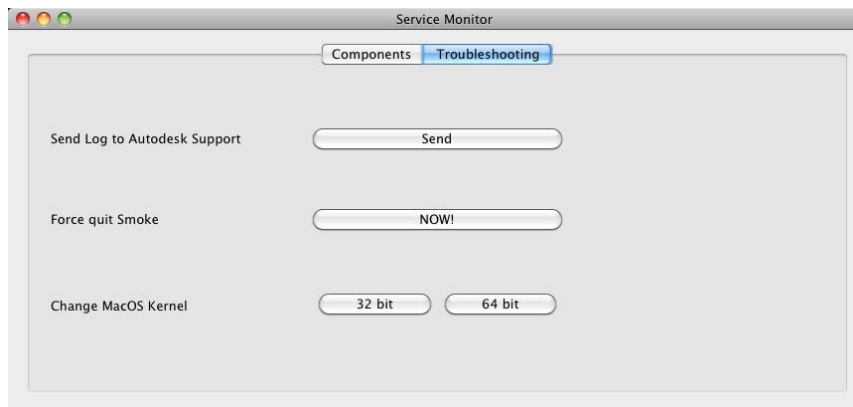 Service Monitor
Components Troubleshooting
Send Log to Autodesk Support Send
Force quit Smoke NOW!
Change MacOS Kernel 32 bit 64 bit